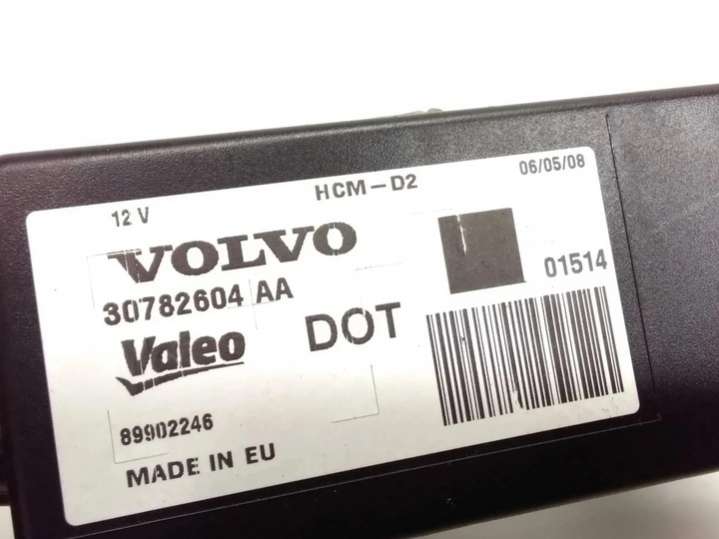 12 V HCM-D2 06/05/08
VOLVO
30782604 AA 01514
Valeo DOT
89902246
MADE IN EU